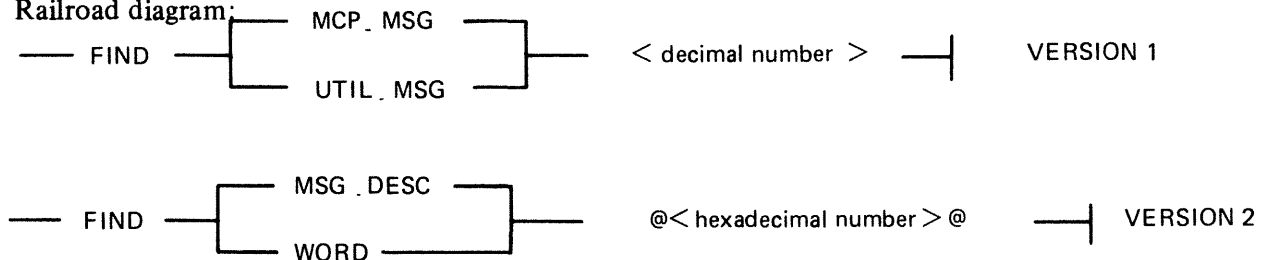 Railroad diagram:
MCP_MSG
FIND < decimal number > VERSION 1
UTIL_MSG
MSG_DESC
FIND @< hexadecimal number > @ VERSION 2
WORD